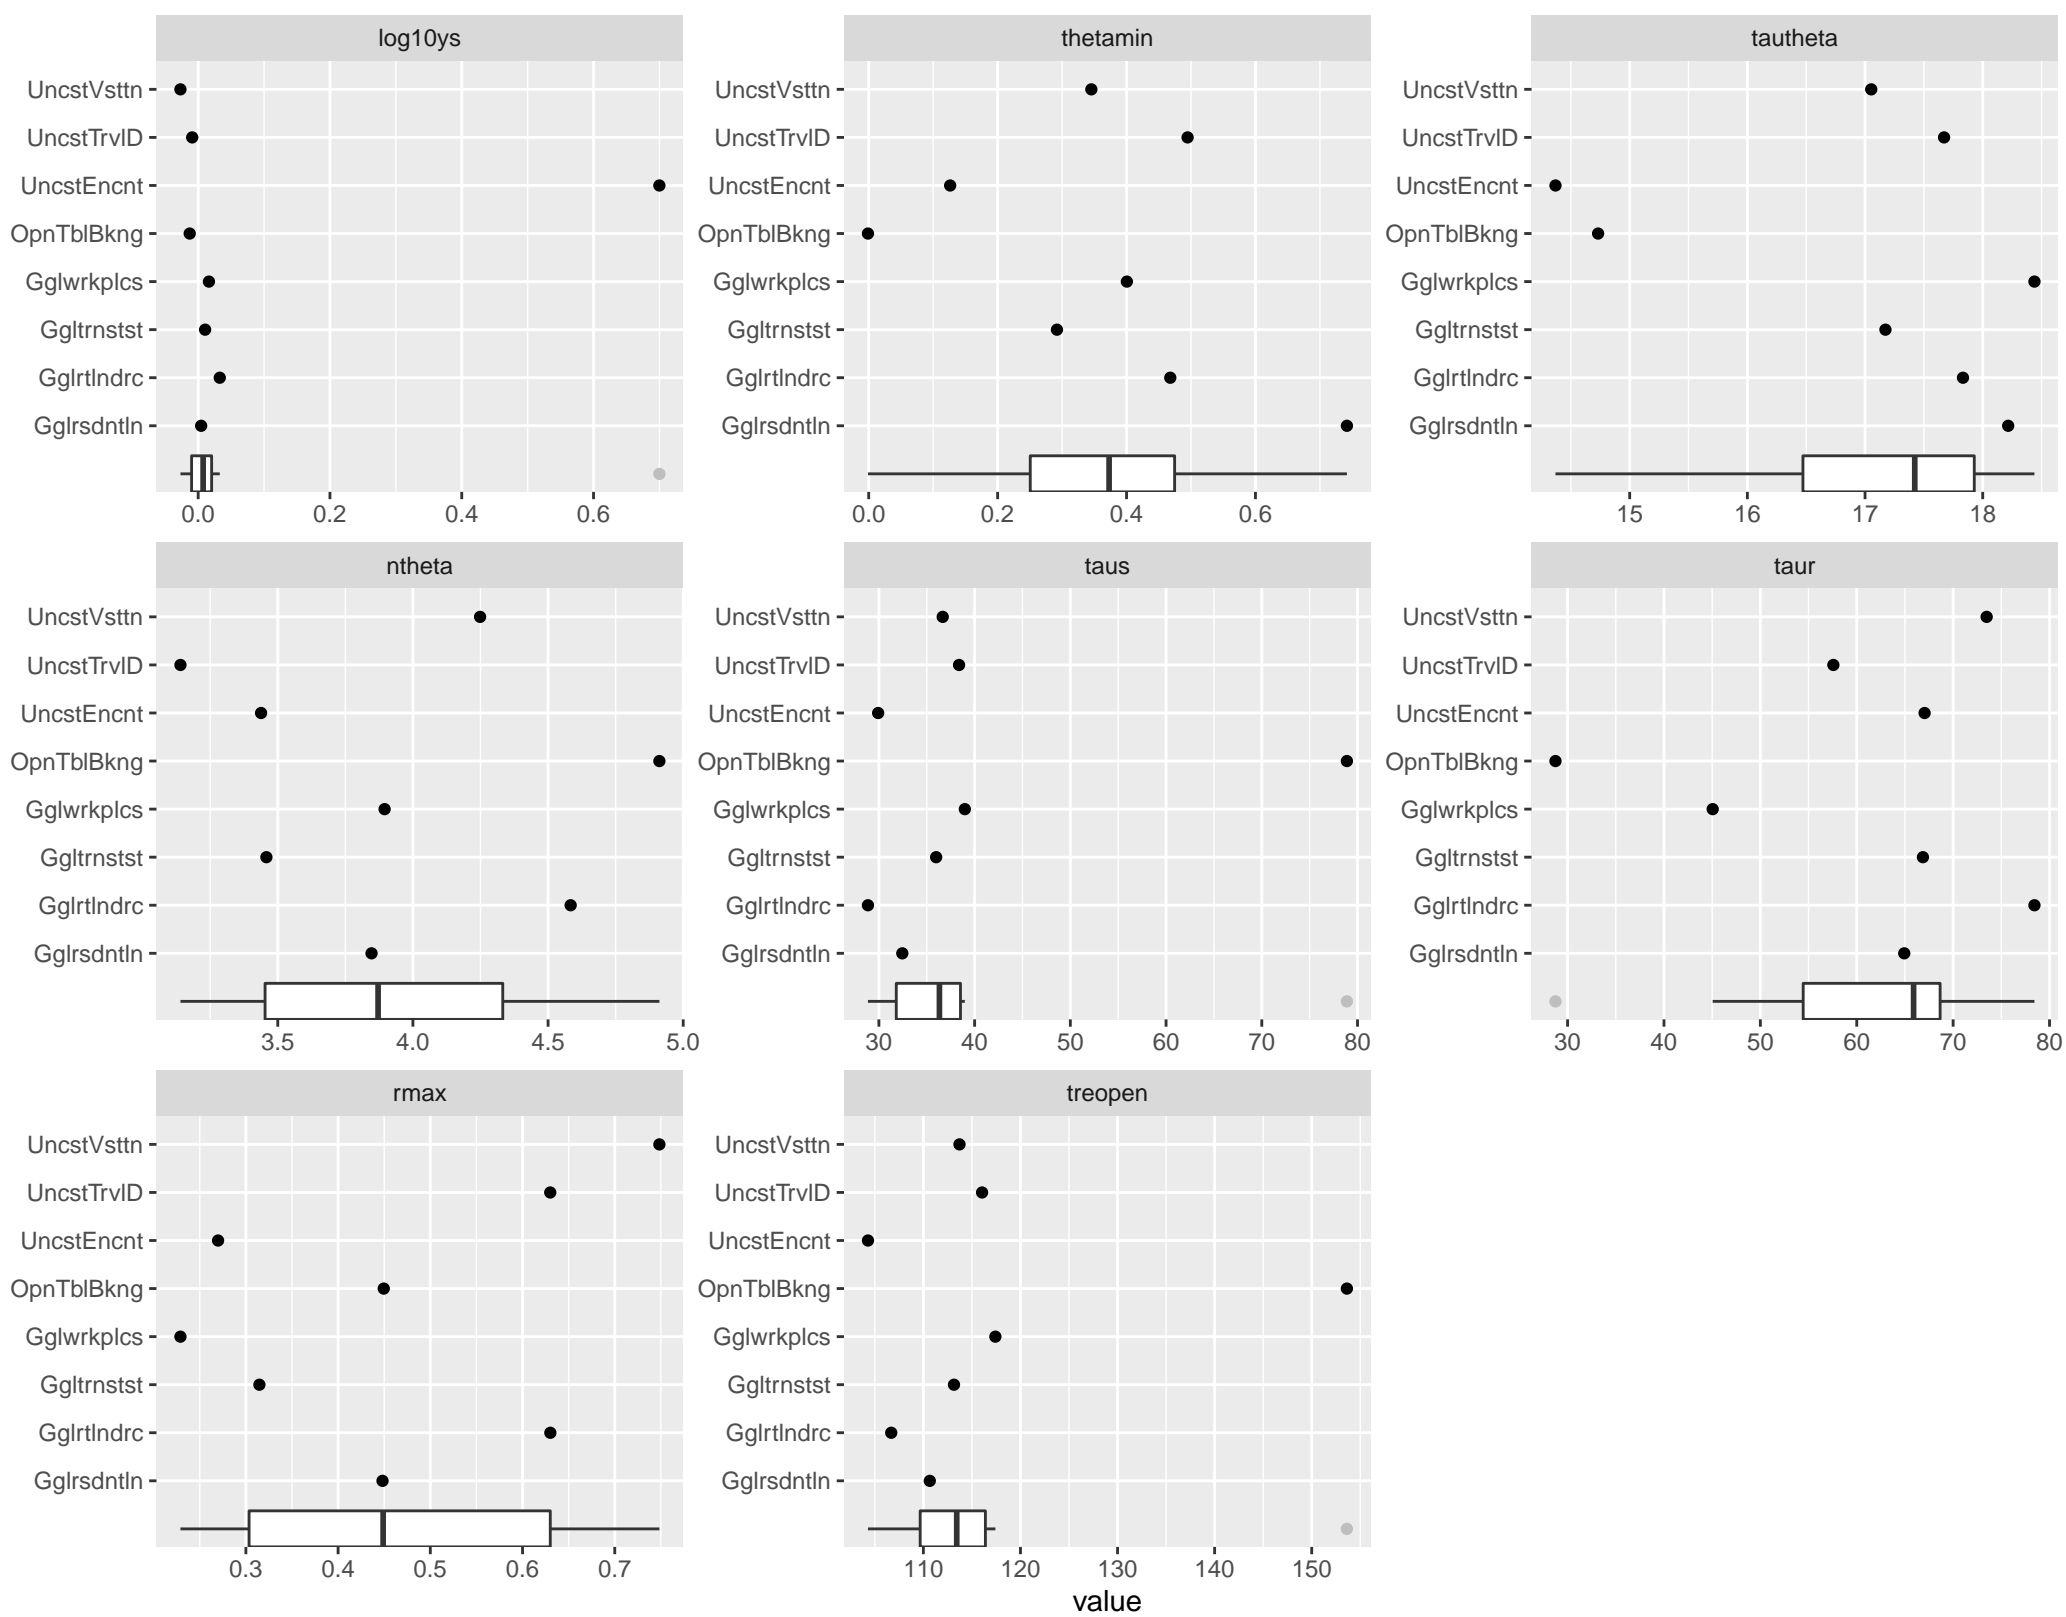 log10ys
thetamin
tautheta
UncstVsttn
UncstTrvlD
UncstEncnt
OpnTblBkng
Gglwrkplcs
Ggltrnstst
Gglrtlndrc
Gglrsdntln
0.0 0.2 0.4 0.6
UncstVsttn
UncstTrvlD
UncstEncnt
OpnTblBkng
Gglwrkplcs
Ggltrnstst
Gglrtlndrc
Gglrsdntln
0.0 0.2 0.4 0.6
UncstVsttn
UncstTrvlD
UncstEncnt
OpnTblBkng
Gglwrkplcs
Ggltrnstst
Gglrtlndrc
Gglrsdntln
15 16 17 18
ntheta
taus
taur
UncstVsttn
UncstTrvlD
UncstEncnt
OpnTblBkng
Gglwrkplcs
Ggltrnstst
Gglrtlndrc
Gglrsdntln
3.5 4.0 4.5 5.0
UncstVsttn
UncstTrvlD
UncstEncnt
OpnTblBkng
Gglwrkplcs
Ggltrnstst
Gglrtlndrc
Gglrsdntln
30 40 50 60 70 80
UncstVsttn
UncstTrvlD
UncstEncnt
OpnTblBkng
Gglwrkplcs
Ggltrnstst
Gglrtlndrc
Gglrsdntln
30 40 50 60 70 80
rmax
treopen
UncstVsttn
UncstTrvlD
UncstEncnt
OpnTblBkng
Gglwrkplcs
Ggltrnstst
Gglrtlndrc
Gglrsdntln
0.3 0.4 0.5 0.6 0.7
UncstVsttn
UncstTrvlD
UncstEncnt
OpnTblBkng
Gglwrkplcs
Ggltrnstst
Gglrtlndrc
Gglrsdntln
110 120 130 140 150
value